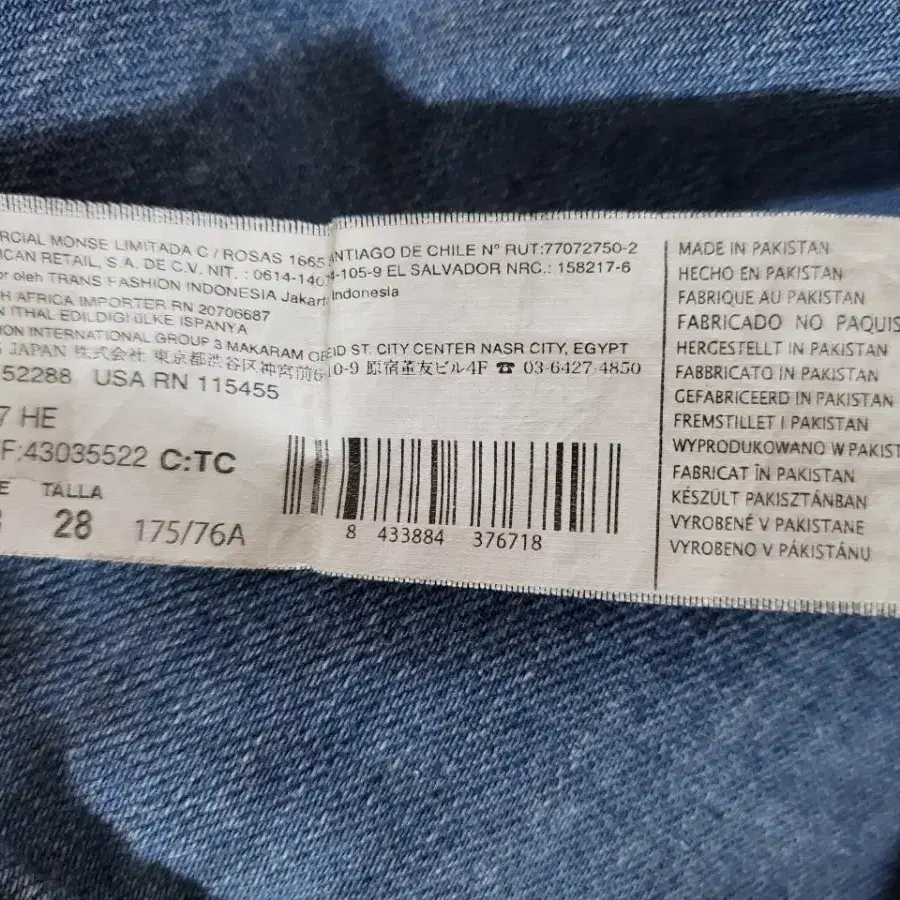 RCIAL MONSE LIMITADA C / ROSAS 1665 ANTIAGO DE CHILE Nº RUT:77072750-2
ICAN RETAIL, S.A. DE C.V. NIT. : 0614-140 4-105-9 EL SALVADOR NRC.: 158217-6
or oleh TRANS FASHION INDONESIA Jakart Indonesia
H AFRICA IMPORTER RN 20706687
N ITHAL EDILDIGI ÜLKE ISPANYA
ION INTERNATIONAL GROUP 3 MAKARAM OBEID ST. CITY CENTER NASR CITY, EGYPT
JAPAN 株式会社 東京都渋谷区神宮前6 10-9 原宿董友ビル4F ☎ 03-6427-4850
52288 USA RN 115455
7 HE
F:43035522 C:TC
E TALLA
28 175/76A
8 433884 376718
MADE IN PAKISTAN
HECHO EN PAKISTAN
FABRIQUE AU PAKISTAN
FABRICADO NO PAQUIS
HERGESTELLT IN PAKISTAN
FABBRICATO IN PAKISTAN
GEFABRICEERD IN PAKISTAN
FREMSTILLET I PAKISTAN
WYPRODUKOWANO W PAKIST
FABRICAT ÎN PAKISTAN
KÉSZÜLT PAKISZTÁNBAN
VYROBENÉ V PAKISTANE
VYROBENO V PÁKISTÁNU